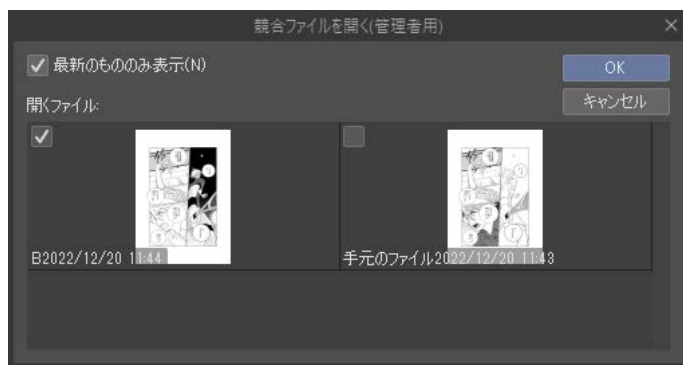 競合ファイルを開く(管理者用)
最新のもののみ表示(N)
OK
開くファイル:
キャンセル
B2022/12/20 11:44
手元のファイル2022/12/20 11:43